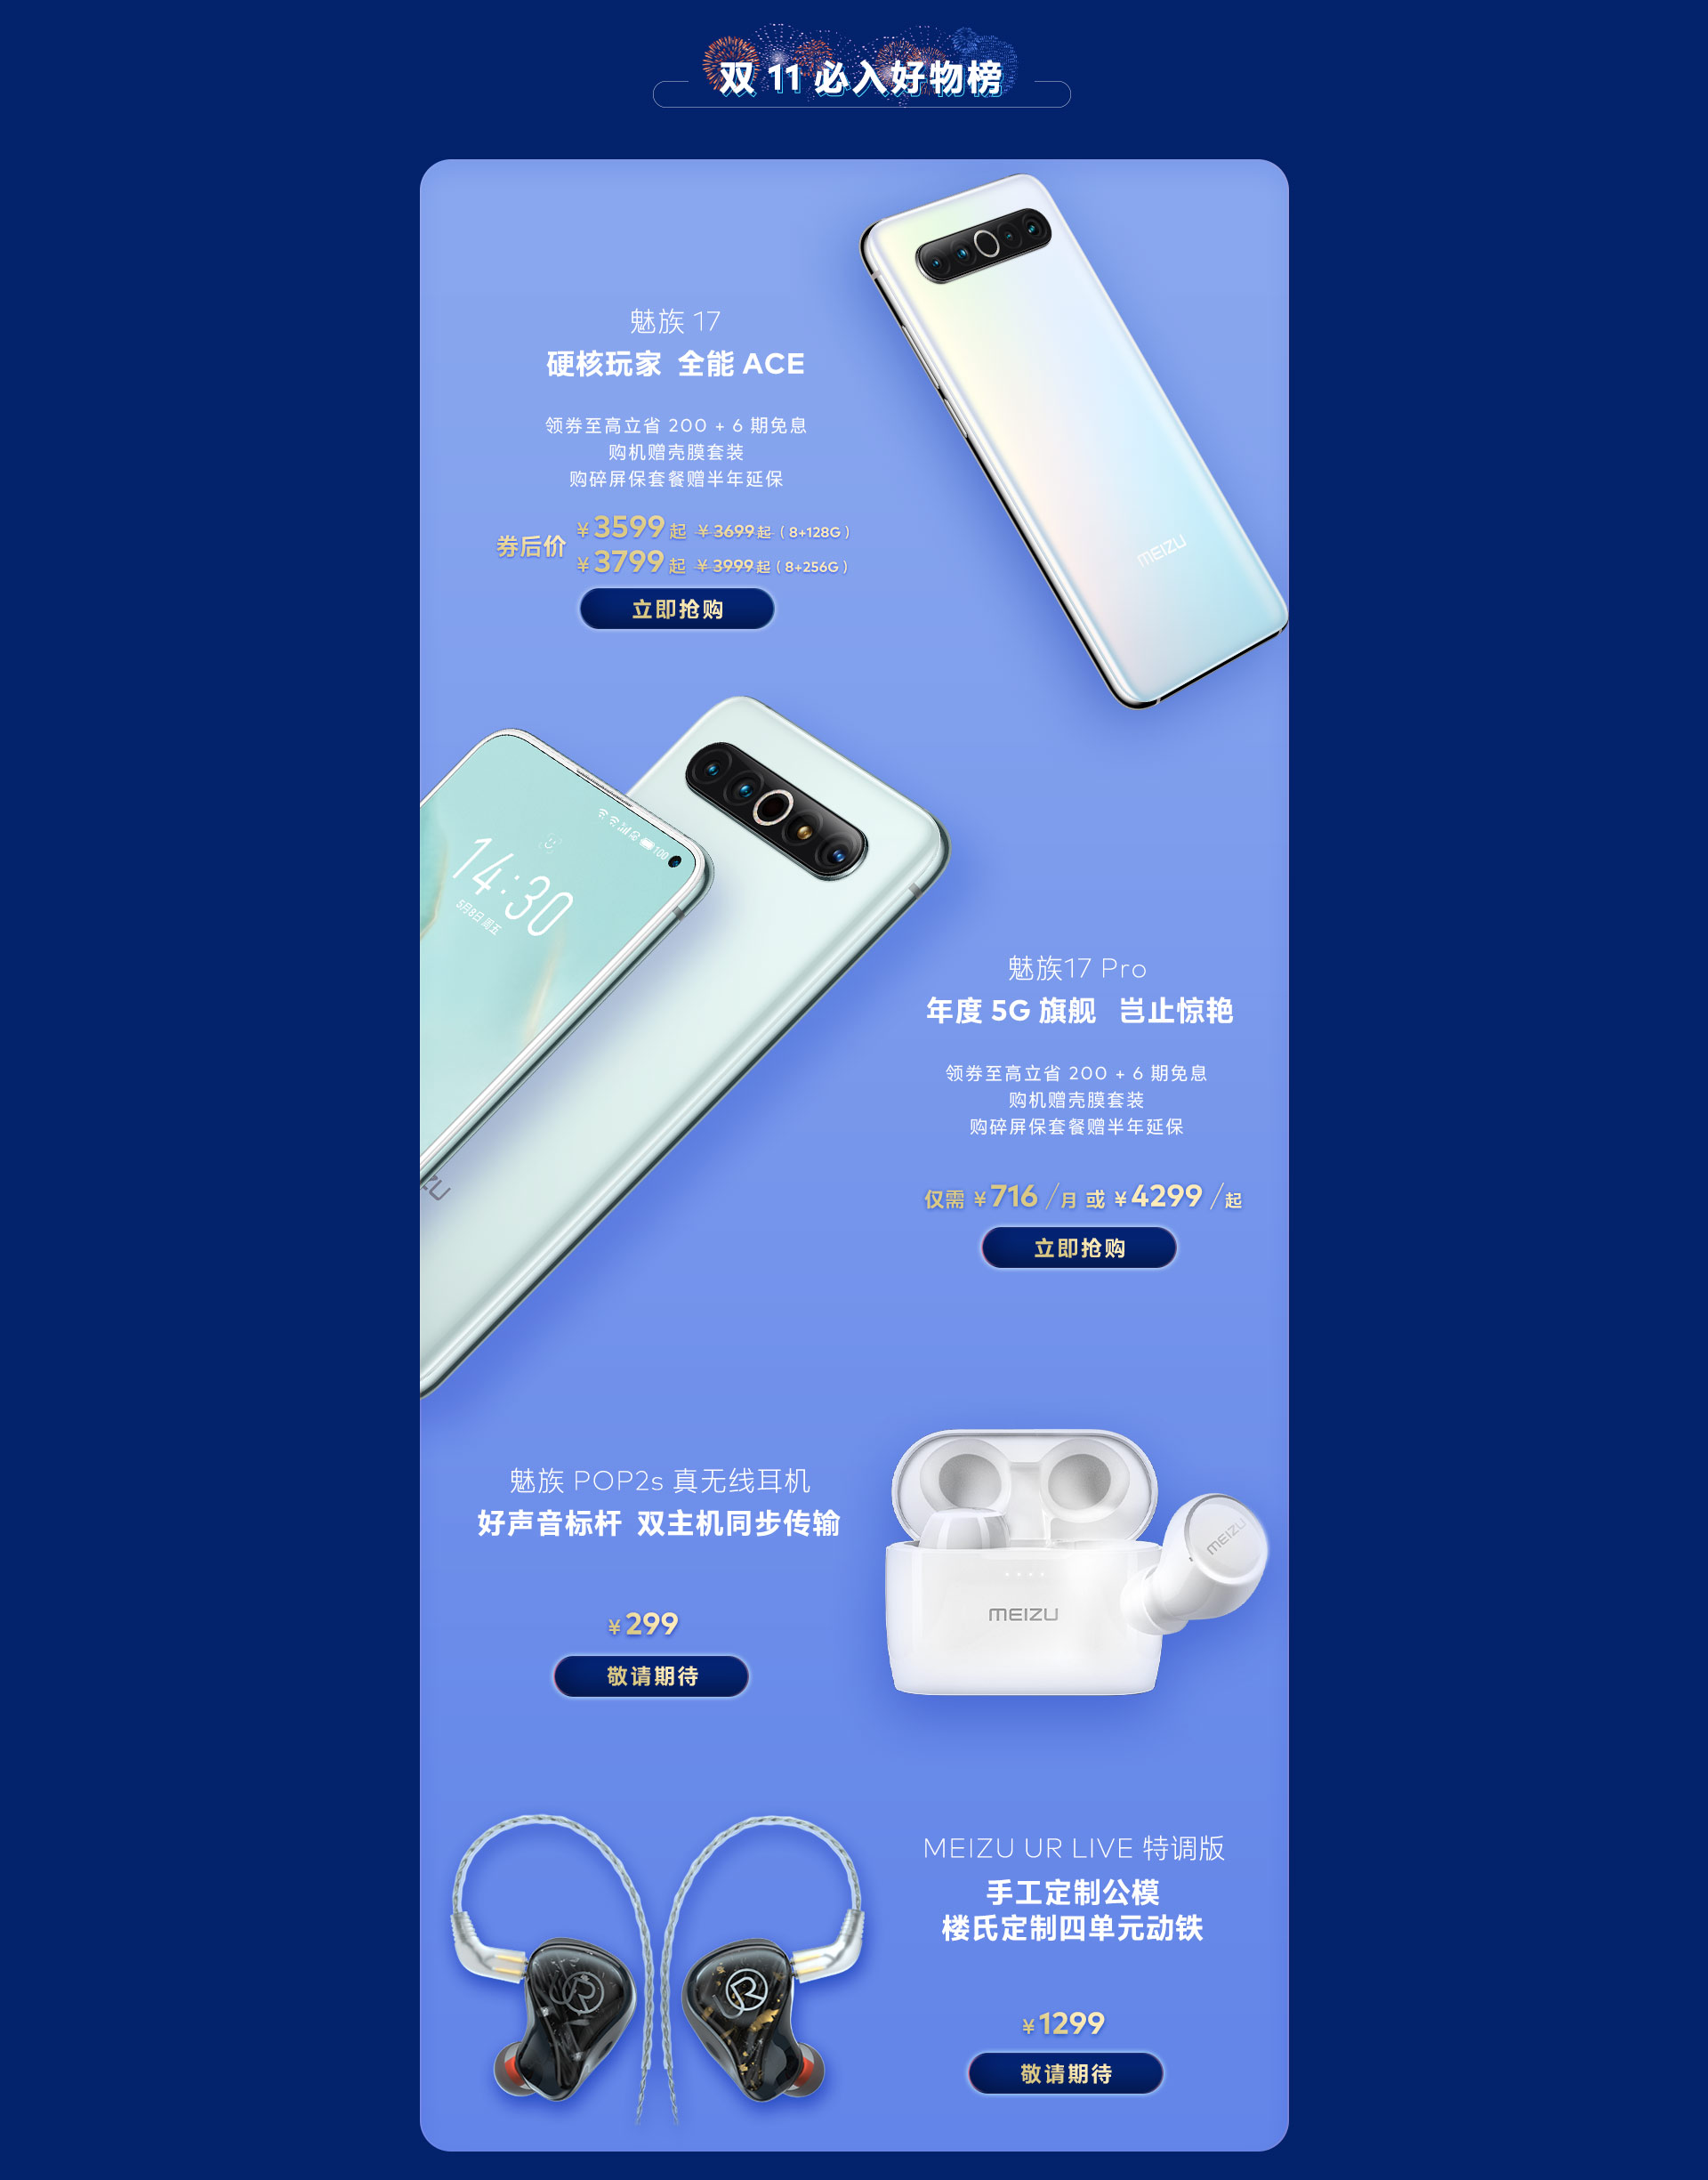 双 11 必入好物榜
魅族 17
硬核玩家 全能 ACE
领券至高立省 200 + 6 期免息
购机赠壳膜套装
购碎屏保套餐赠半年延保
券后价
¥3599起 ¥3699起（8+128G）
¥3799起 ¥3999起（8+256G）
立即抢购
MEIZU
100
14:30
5月8日 周五
ZU
魅族17 Pro
年度 5G 旗舰 岂止惊艳
领券至高立省 200 + 6 期免息
购机赠壳膜套装
购碎屏保套餐赠半年延保
仅需 ¥716/月 或 ¥4299/起
立即抢购
魅族 POP2s 真无线耳机
好声音标杆 双主机同步传输
¥299
敬请期待
MEIZU
MEIZU
MEIZU UR LIVE 特调版
手工定制公模
楼氏定制四单元动铁
¥1299
敬请期待